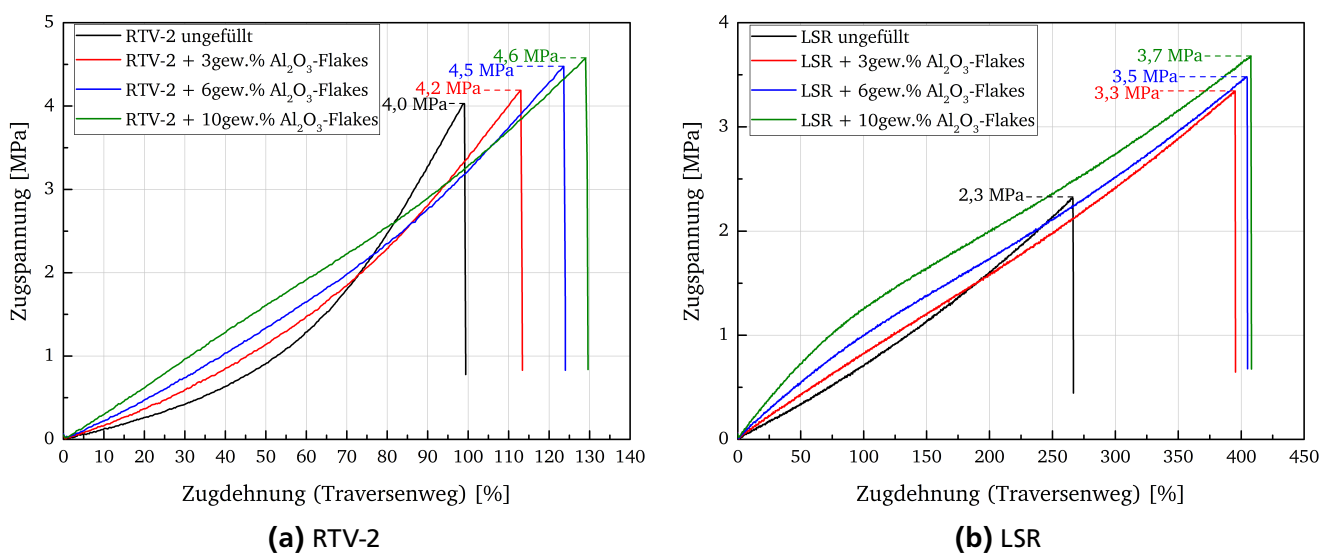 RTV-2 ungefüllt
RTV-2 + 3gew.% Al₂O₃-Flakes
RTV-2 + 6gew.% Al₂O₃-Flakes
RTV-2 + 10gew.% Al₂O₃-Flakes
4,6 MPa
4,5 MPa
4,2 MPa
4,0 MPa
Zugspannung [MPa]
5
4
3
2
1
0
0 10 20 30 40 50 60 70 80 90 100 110 120 130 140
Zugdehnung (Traversenweg) [%]
(a) RTV-2
LSR ungefüllt
LSR + 3gew.% Al₂O₃-Flakes
LSR + 6gew.% Al₂O₃-Flakes
LSR + 10gew.% Al₂O₃-Flakes
3,7 MPa
3,5 MPa
3,3 MPa
2,3 MPa
Zugspannung [MPa]
4
3
2
1
0
0 50 100 150 200 250 300 350 400 450
Zugdehnung (Traversenweg) [%]
(b) LSR